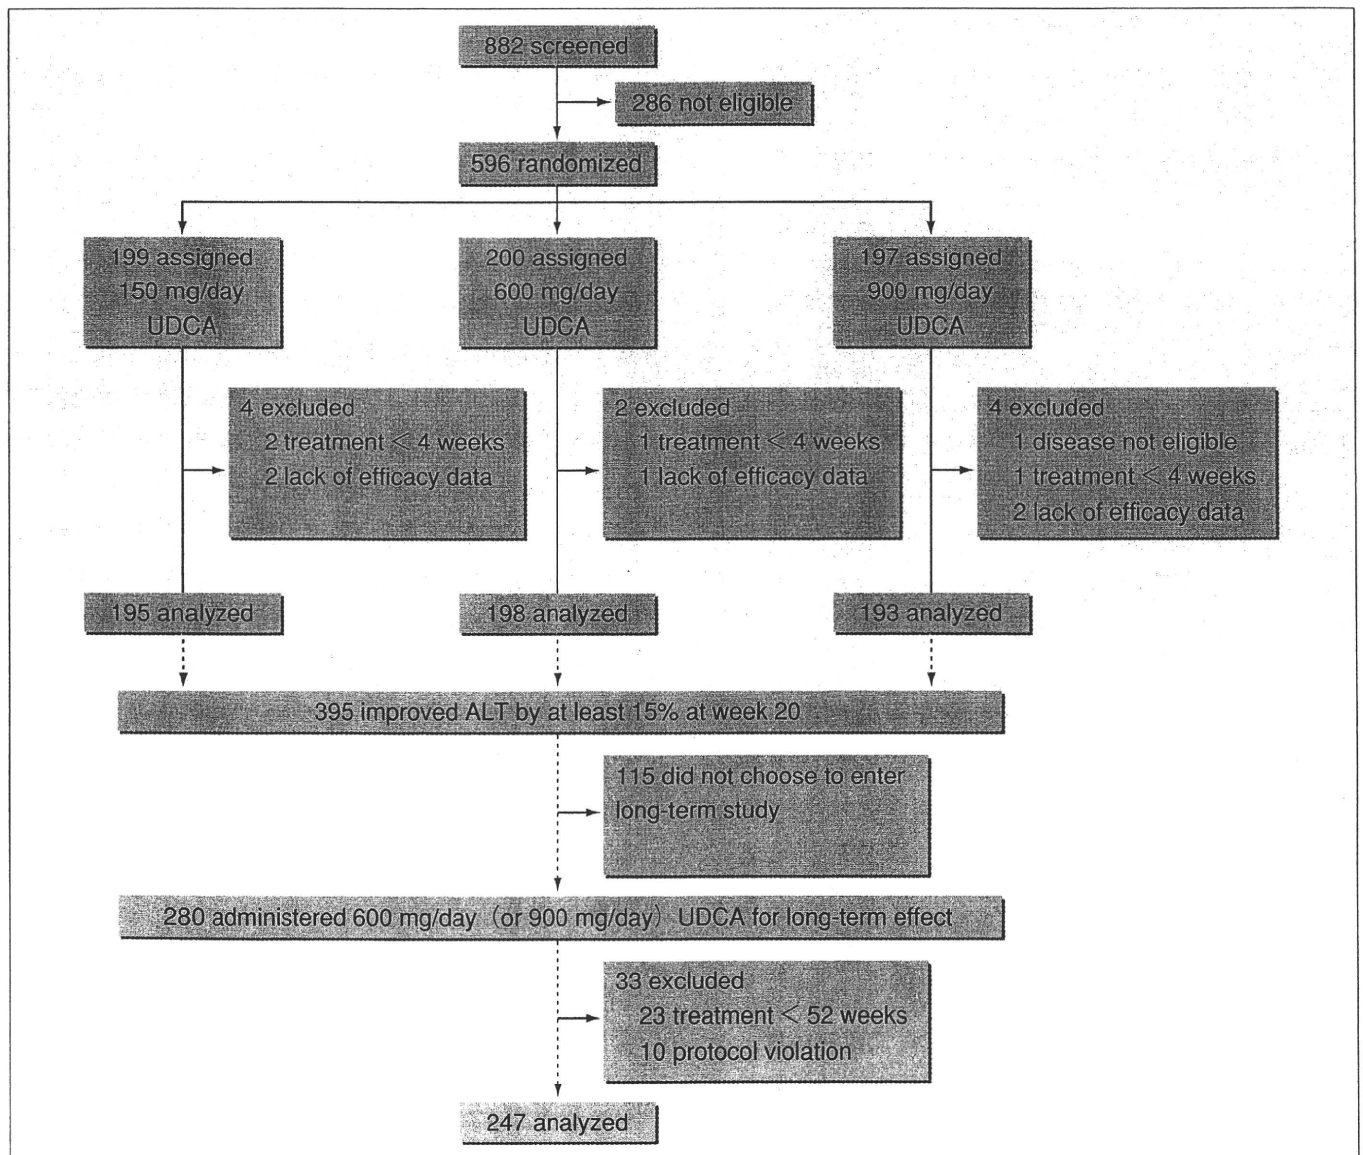 882 screened
286 not eligible
596 randomized
199 assigned
150 mg/day
UDCA
200 assigned
600 mg/day
UDCA
197 assigned
900 mg/day
UDCA
4 excluded
2 treatment < 4 weeks
2 lack of efficacy data
2 excluded
1 treatment < 4 weeks
1 lack of efficacy data
4 excluded
1 disease not eligible
1 treatment < 4 weeks
2 lack of efficacy data
195 analyzed
198 analyzed
193 analyzed
395 improved ALT by at least 15% at week 20
115 did not choose to enter
long-term study
280 administered 600 mg/day (or 900 mg/day) UDCA for long-term effect
33 excluded
23 treatment < 52 weeks
10 protocol violation
247 analyzed